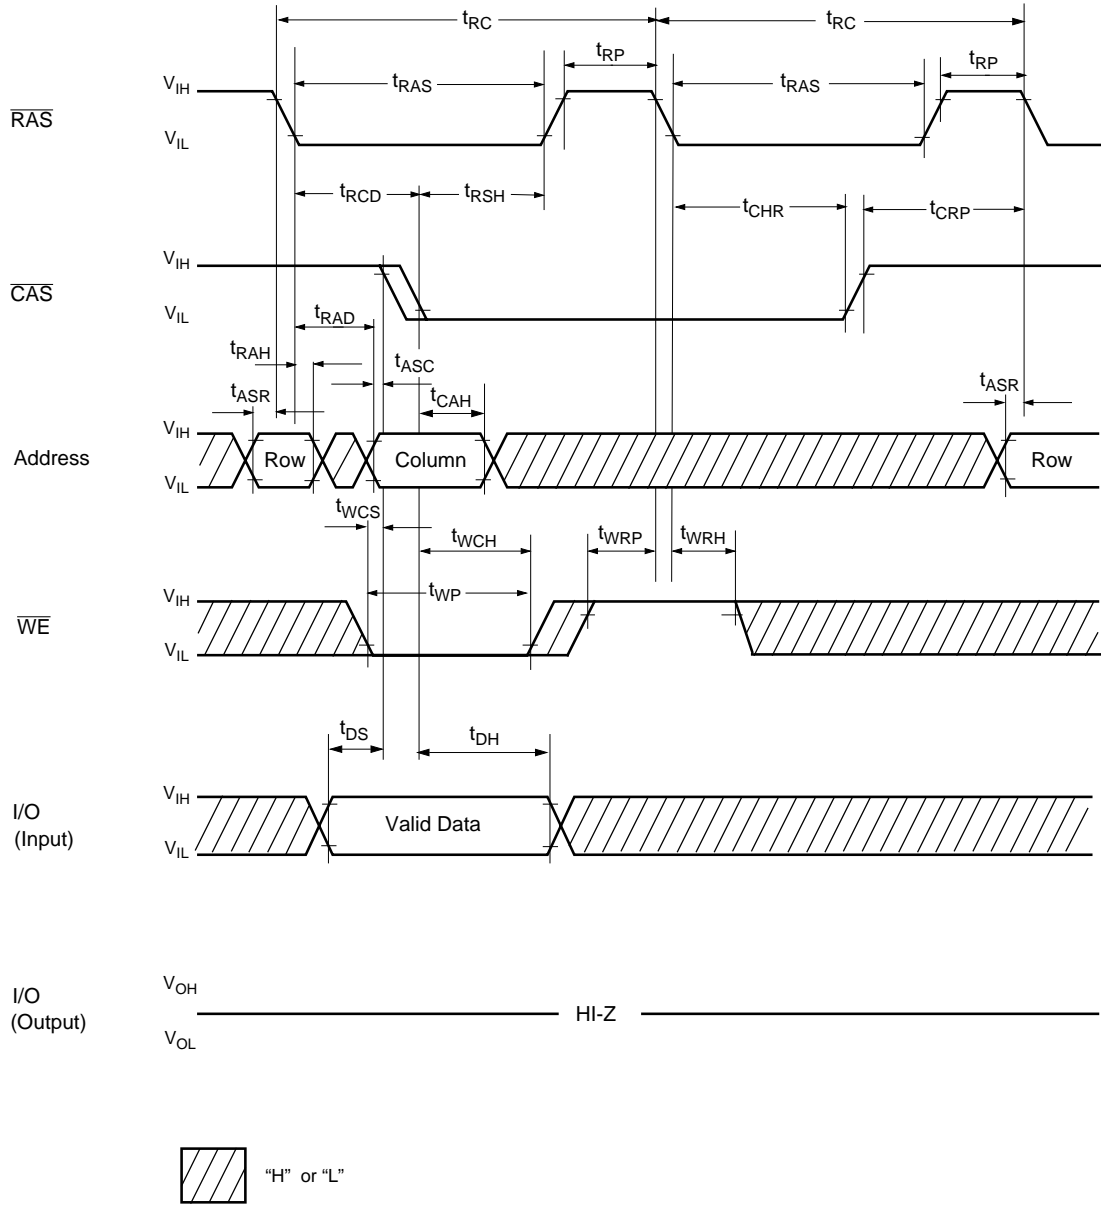 tRC tRC
tRP tRP
tRAS tRAS
VIH
RAS
VIL
tRCD tRSH tCHR tCRP
VIH
CAS
VIL
tRAD
tRAH tASC
tASR tCAH tASR
VIH
Address Row Column Row
VIL
tWCS
tWCH tWRP tWRH
tWP
VIH
WE
VIL
tDS tDH
VIH
I/O
Valid Data
(Input)
VIL
VOH
I/O
HI-Z
(Output)
VOL
“H” or “L”